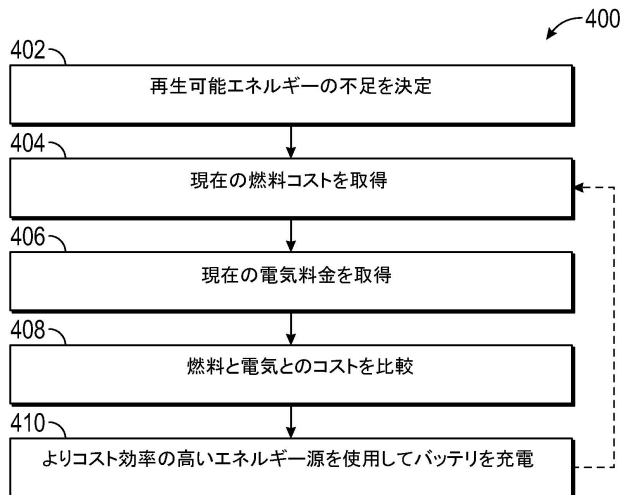 400
402
再生可能エネルギーの不足を決定
404
現在の燃料コストを取得
406
現在の電気料金を取得
408
燃料と電気とのコストを比較
410
よりコスト効率の高いエネルギー源を使用してバッテリを充電